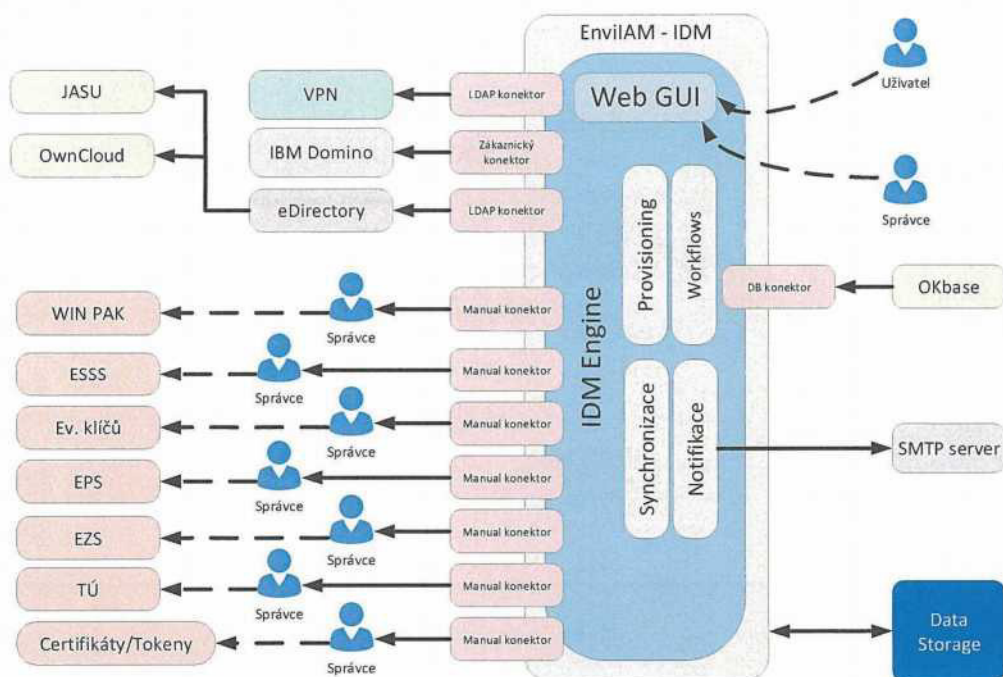 EnvilAM - IDM
JASU
VPN
LDAP konektor
Web GUI
Uživatel
OwnCloud
IBM Domino
Zákaznický
konektor
eDirectory
LDAP konektor
Správce
Provisioning
Workflows
DB konektor
OKbase
IDM Engine
WIN PAK
Správce
Manual konektor
ESSS
Správce
Manual konektor
Ev. klíčů
Správce
Manual konektor
Synchronizace
Notifikace
SMTP server
EPS
Správce
Manual konektor
EZS
Správce
Manual konektor
TÚ
Správce
Manual konektor
Certifikáty/Tokeny
Správce
Manual konektor
Data
Storage